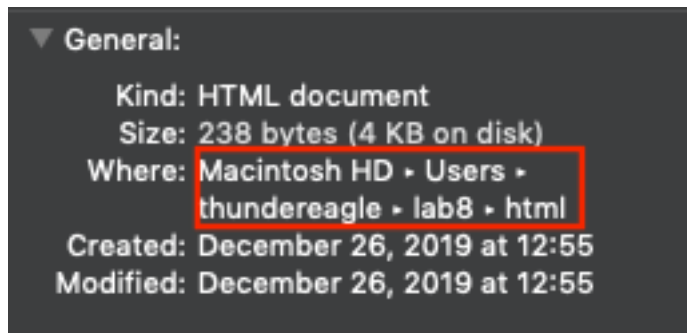 ▼ General:
Kind: HTML document
Size: 238 bytes (4 KB on disk)
Where: Macintosh HD ▸ Users ▸
thundereagle ▸ lab8 ▸ html
Created: December 26, 2019 at 12:55
Modified: December 26, 2019 at 12:55